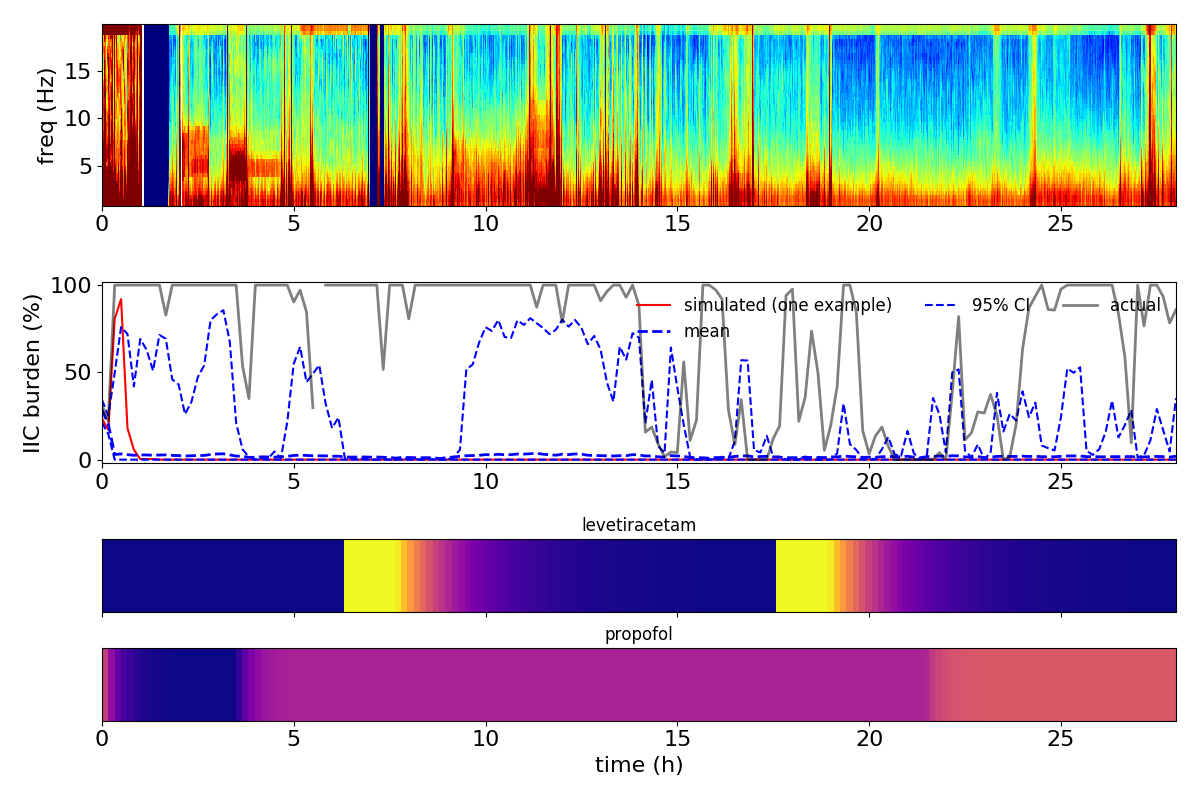 freq (Hz)
15
10
5
0 5 10 15 20 25
IIC burden (%)
100
50
0
simulated (one example)
mean
95% CI
actual
0 5 10 15 20 25
levetiracetam
propofol
0 5 10 15 20 25
time (h)